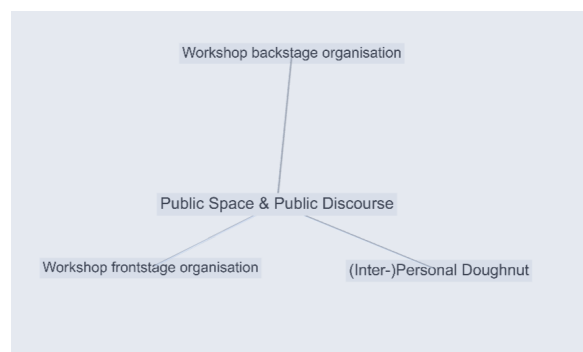 Workshop backstage organisation
Public Space & Public Discourse
Workshop frontstage organisation
(Inter-)Personal Doughnut